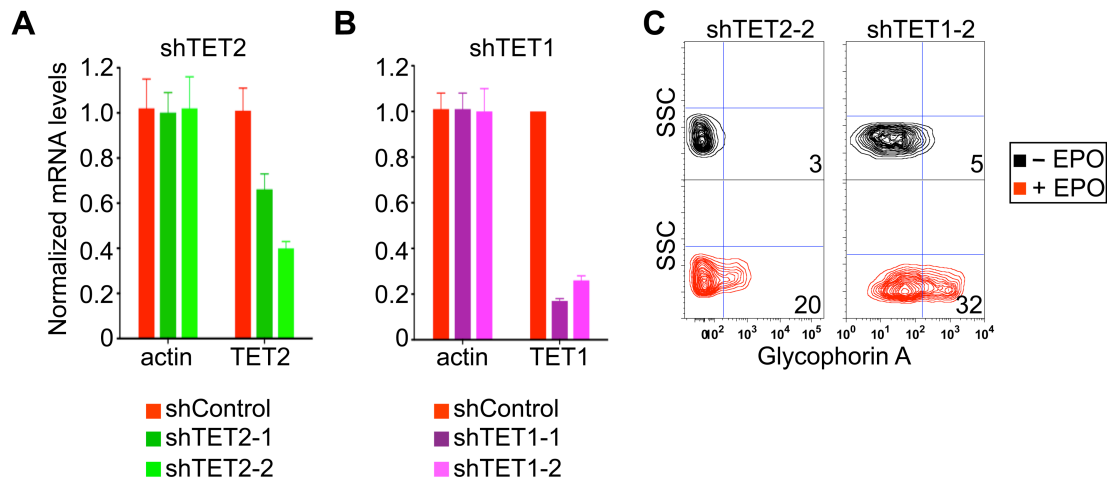 A
shTET2
Normalized mRNA levels
1.2
1.0
0.8
0.6
0.4
0.2
0
actin TET2
shControl
shTET2-1
shTET2-2
B
shTET1
1.2
1.0
0.8
0.6
0.4
0.2
0
actin TET1
shControl
shTET1-1
shTET1-2
C
shTET2-2 shTET1-2
SSC
3 5
SSC
20 32
0 10² 10³ 10⁴ 10⁵
10⁰ 10¹ 10² 10³ 10⁴
Glycophorin A
– EPO
+ EPO